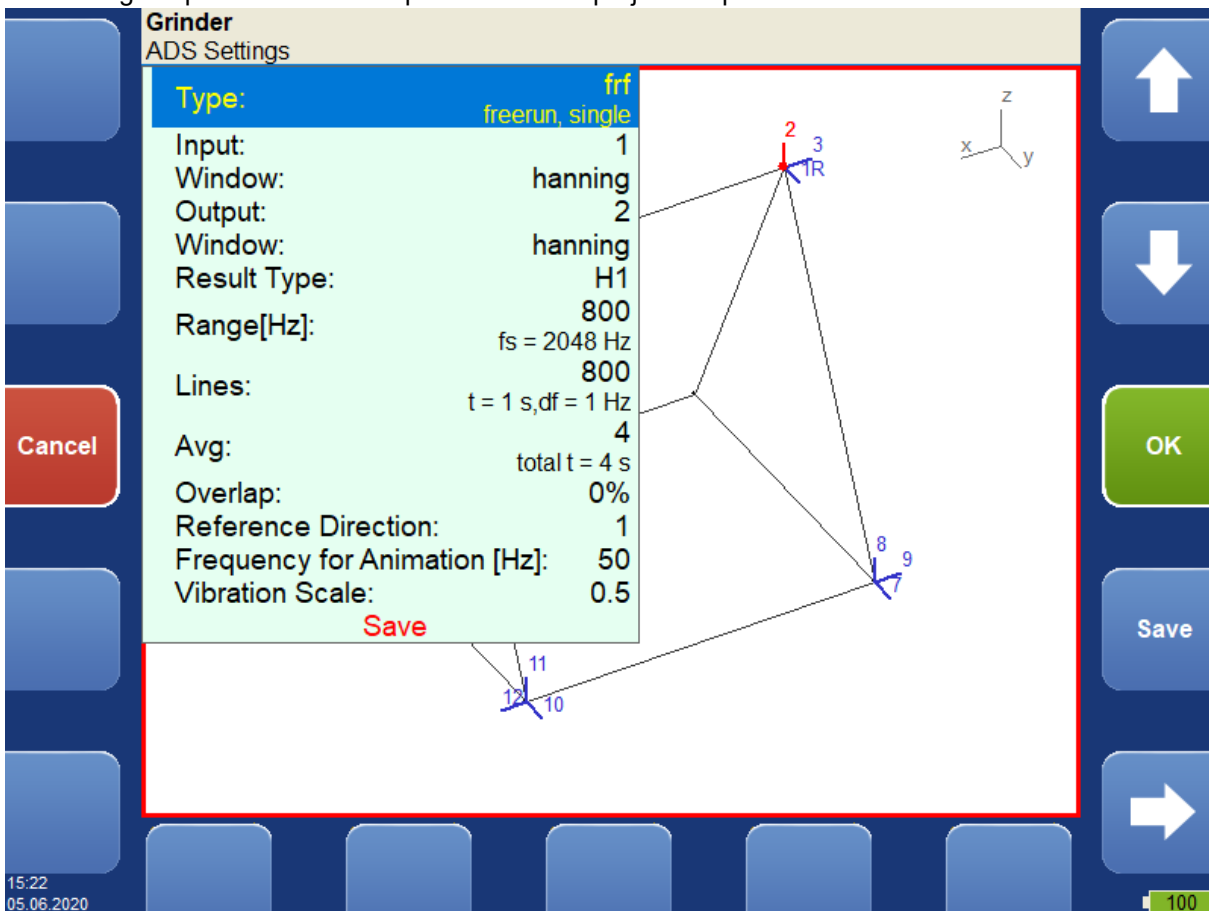 Grinder
ADS Settings
Type: frf
freerun, single
Input: 1
Window: hanning
Output: 2
Window: hanning
Result Type: H1
Range[Hz]: 800
fs = 2048 Hz
Lines: 800
t = 1 s,df = 1 Hz
Avg: 4
total t = 4 s
Overlap: 0%
Reference Direction: 1
Frequency for Animation [Hz]: 50
Vibration Scale: 0.5
Save
z
x
y
2
3
1R
8
9
7
11
12
10
Cancel
OK
Save
15:22
05.06.2020
100